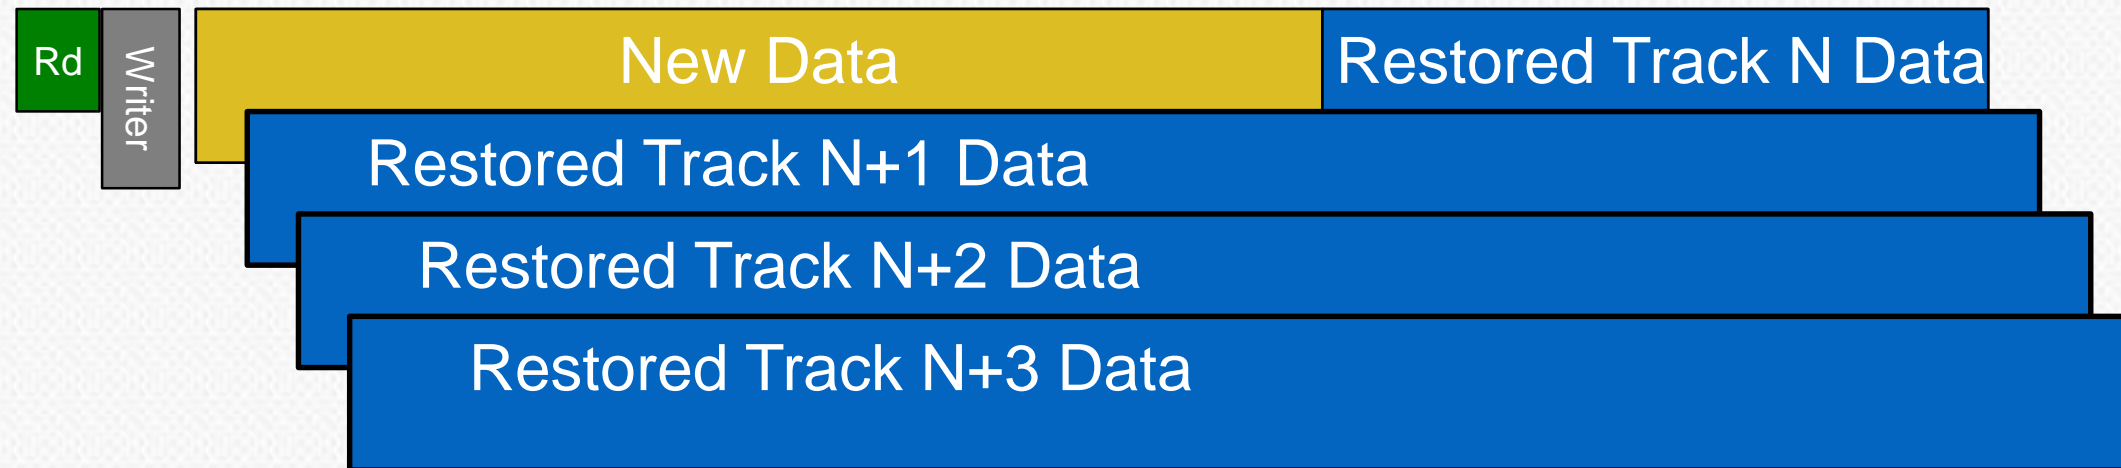 Rd
Writer
New Data
Restored Track N Data
Restored Track N+1 Data
Restored Track N+2 Data
Restored Track N+3 Data